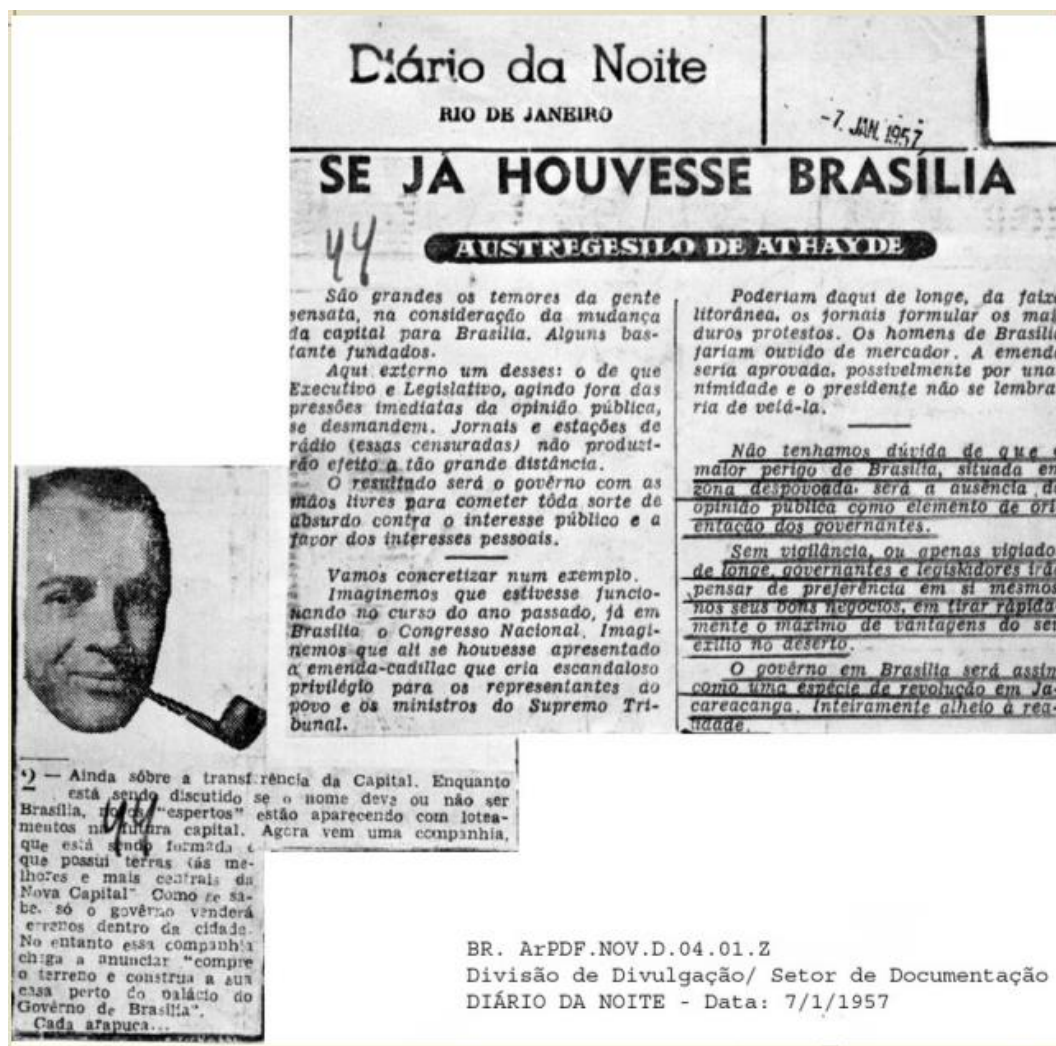 Diário da Noite
RIO DE JANEIRO
-7. JAN. 1957
SE JÁ HOUVESSE BRASÍLIA
44
AUSTREGESILO DE ATHAYDE
São grandes os temores da gente
sensata, na consideração da mudança
da capital para Brasília. Alguns bas-
tante fundados.
Aqui externo um desses: o de que
Executivo e Legislativo, agindo fora das
pressões imediatas da opinião pública,
se desmandem. Jornais e estações de
rádio (essas censuradas) não produzi-
rão efeito a tão grande distância.
O resultado será o govêrno com as
mãos livres para cometer tôda sorte de
absurdo contra o interesse público e a
favor dos interesses pessoais.
Vamos concretizar num exemplo.
Imaginemos que estivesse funcio-
nando no curso do ano passado, já em
Brasília o Congresso Nacional. Imagi-
nemos que ali se houvesse apresentado
a emenda-cadillac que cria escandaloso
privilégio para os representantes do
povo e os ministros do Supremo Tri-
bunal.
Poderiam daqui de longe, da faixa
litorânea, os jornais formular os mais
duros protestos. Os homens de Brasília
fariam ouvido de mercador. A emenda
seria aprovada, possivelmente por una-
nimidade e o presidente não se lembra-
ria de vetá-la.
Não tenhamos dúvida de que o
maior perigo de Brasília, situada em
zona despovoada, será a ausência da
opinião pública como elemento de ori-
entação dos governantes.
Sem vigilância, ou apenas vigiados
de longe, governantes e legisladores irão
pensar de preferência em si mesmos
nos seus bons negócios, em tirar rápida-
mente o máximo de vantagens do seu
exílio no deserto.
O govêrno em Brasília será assim
como uma espécie de revolução em Ja-
careacanga. Inteiramente alheio à rea-
lidade.
2) — Ainda sôbre a transferência da Capital. Enquanto
está sendo discutido se o nome deve ou não ser
Brasília, novos "espertos" estão aparecendo com lotea-
mentos na futura capital. Agora vem uma companhia,
que está sendo formada e
que possui terras (ás me-
lhores e mais centrais da
Nova Capital" Como se sa-
be, só o govêrno venderá
terrenos dentro da cidade.
No entanto essa companhia
chega a anunciar "compre
o terreno e construa a sua
casa perto do palácio do
Govêrno de Brasília".
Cada arapuca...
44
BR. ArPDF.NOV.D.04.01.Z
Divisão de Divulgação/ Setor de Documentação
DIÁRIO DA NOITE - Data: 7/1/1957